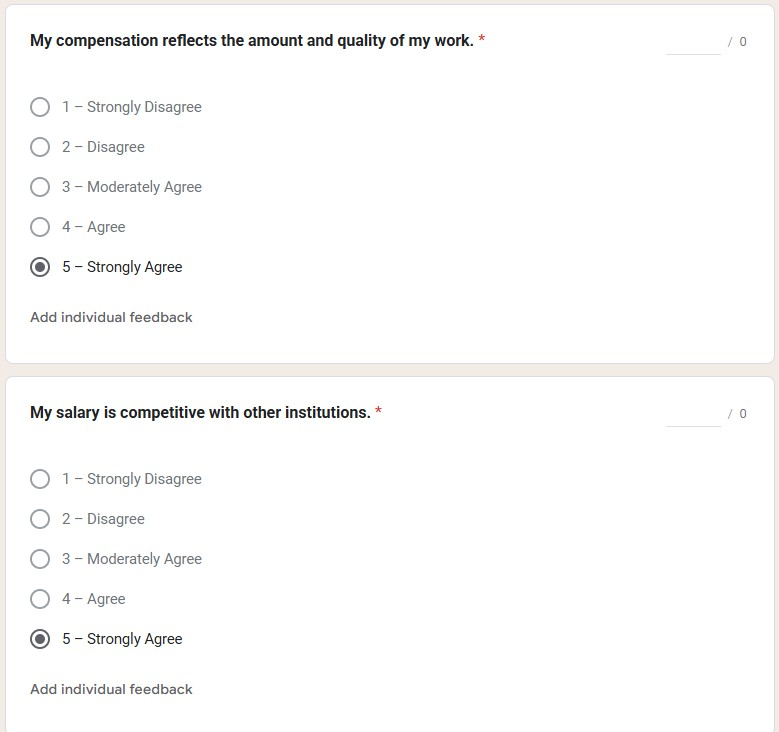 My compensation reflects the amount and quality of my work. *
/ 0
1 – Strongly Disagree
2 – Disagree
3 – Moderately Agree
4 – Agree
5 – Strongly Agree
Add individual feedback
My salary is competitive with other institutions. *
/ 0
1 – Strongly Disagree
2 – Disagree
3 – Moderately Agree
4 – Agree
5 – Strongly Agree
Add individual feedback